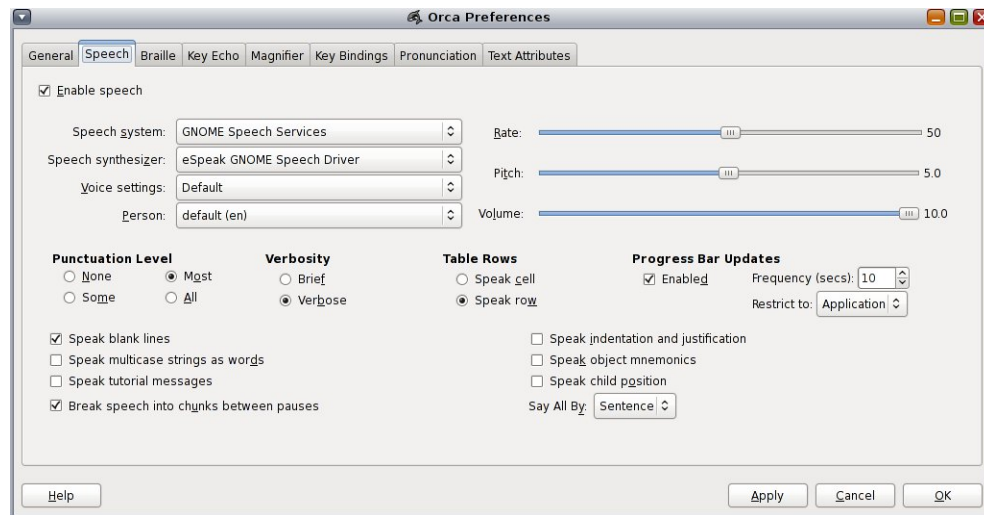 Orca Preferences
General Speech Braille Key Echo Magnifier Key Bindings Pronunciation Text Attributes
Enable speech
Speech system: GNOME Speech Services Rate: 50
Speech synthesizer: eSpeak GNOME Speech Driver Pitch: 5.0
Voice settings: Default
Person: default (en) Volume: 10.0
Punctuation Level Verbosity Table Rows Progress Bar Updates
None Most Brief Speak cell Enabled Frequency (secs): 10
Some All Verbose Speak row Restrict to: Application
Speak blank lines Speak indentation and justification
Speak multicase strings as words Speak object mnemonics
Speak tutorial messages Speak child position
Break speech into chunks between pauses Say All By: Sentence
Help Apply Cancel OK